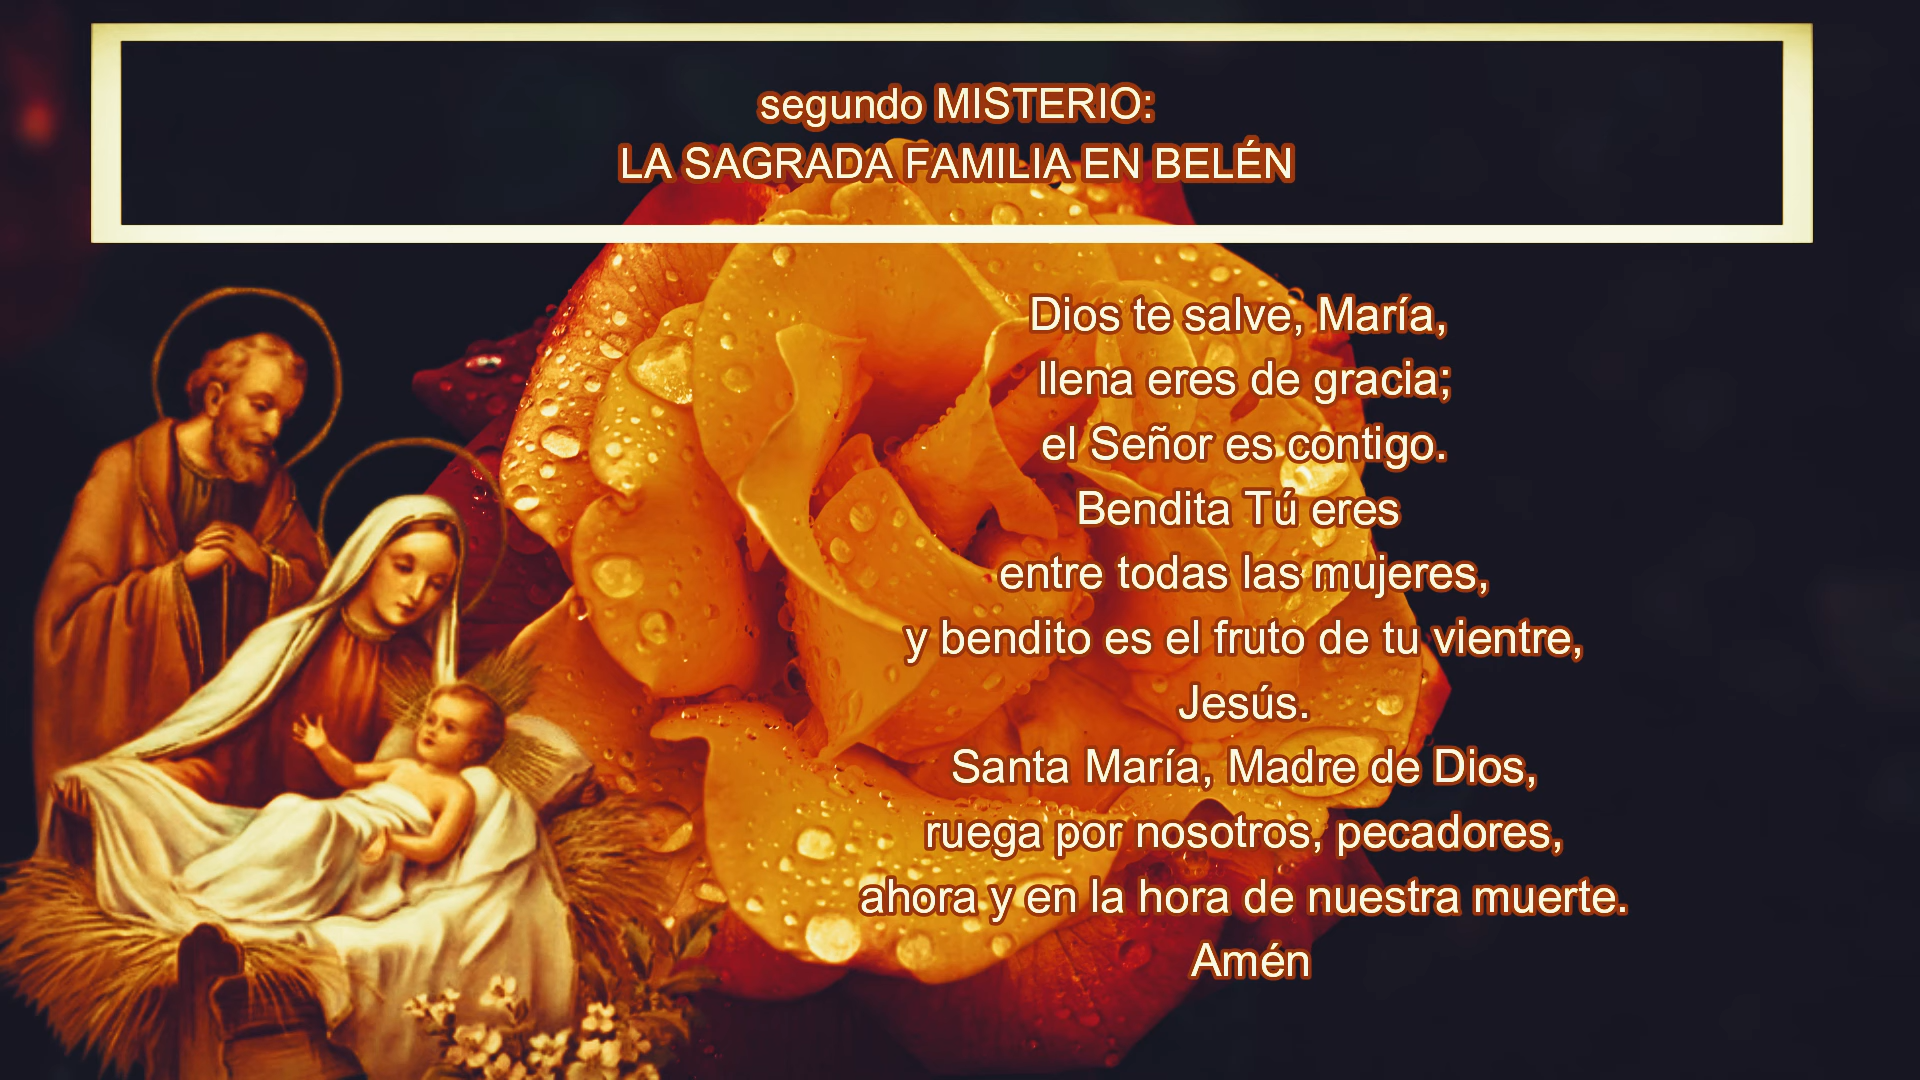 segundo MISTERIO:
LA SAGRADA FAMILIA EN BELÉN
Dios te salve, María,
llena eres de gracia;
el Señor es contigo.
Bendita Tú eres
entre todas las mujeres,
y bendito es el fruto de tu vientre,
Jesús.
Santa María, Madre de Dios,
ruega por nosotros, pecadores,
ahora y en la hora de nuestra muerte.
Amén